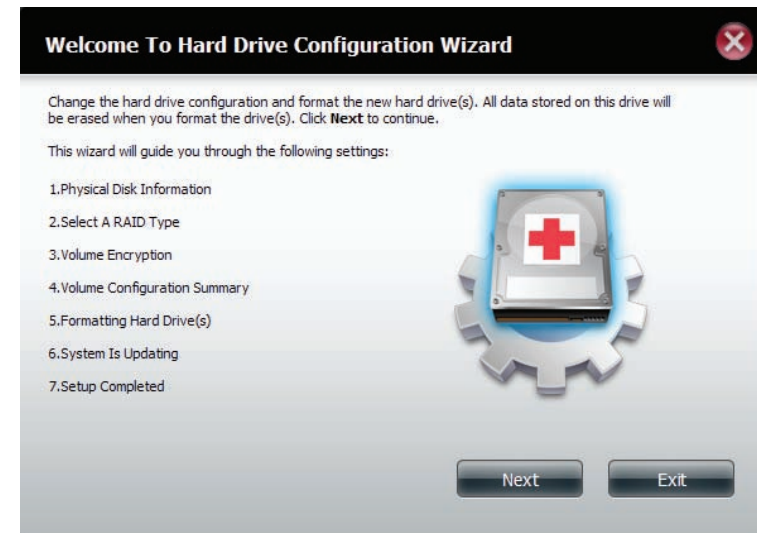 Welcome To Hard Drive Configuration Wizard
Change the hard drive configuration and format the new hard drive(s). All data stored on this drive will
be erased when you format the drive(s). Click Next to continue.
This wizard will guide you through the following settings:
1.Physical Disk Information
2.Select A RAID Type
3.Volume Encryption
4.Volume Configuration Summary
5.Formatting Hard Drive(s)
6.System Is Updating
7.Setup Completed
Next
Exit